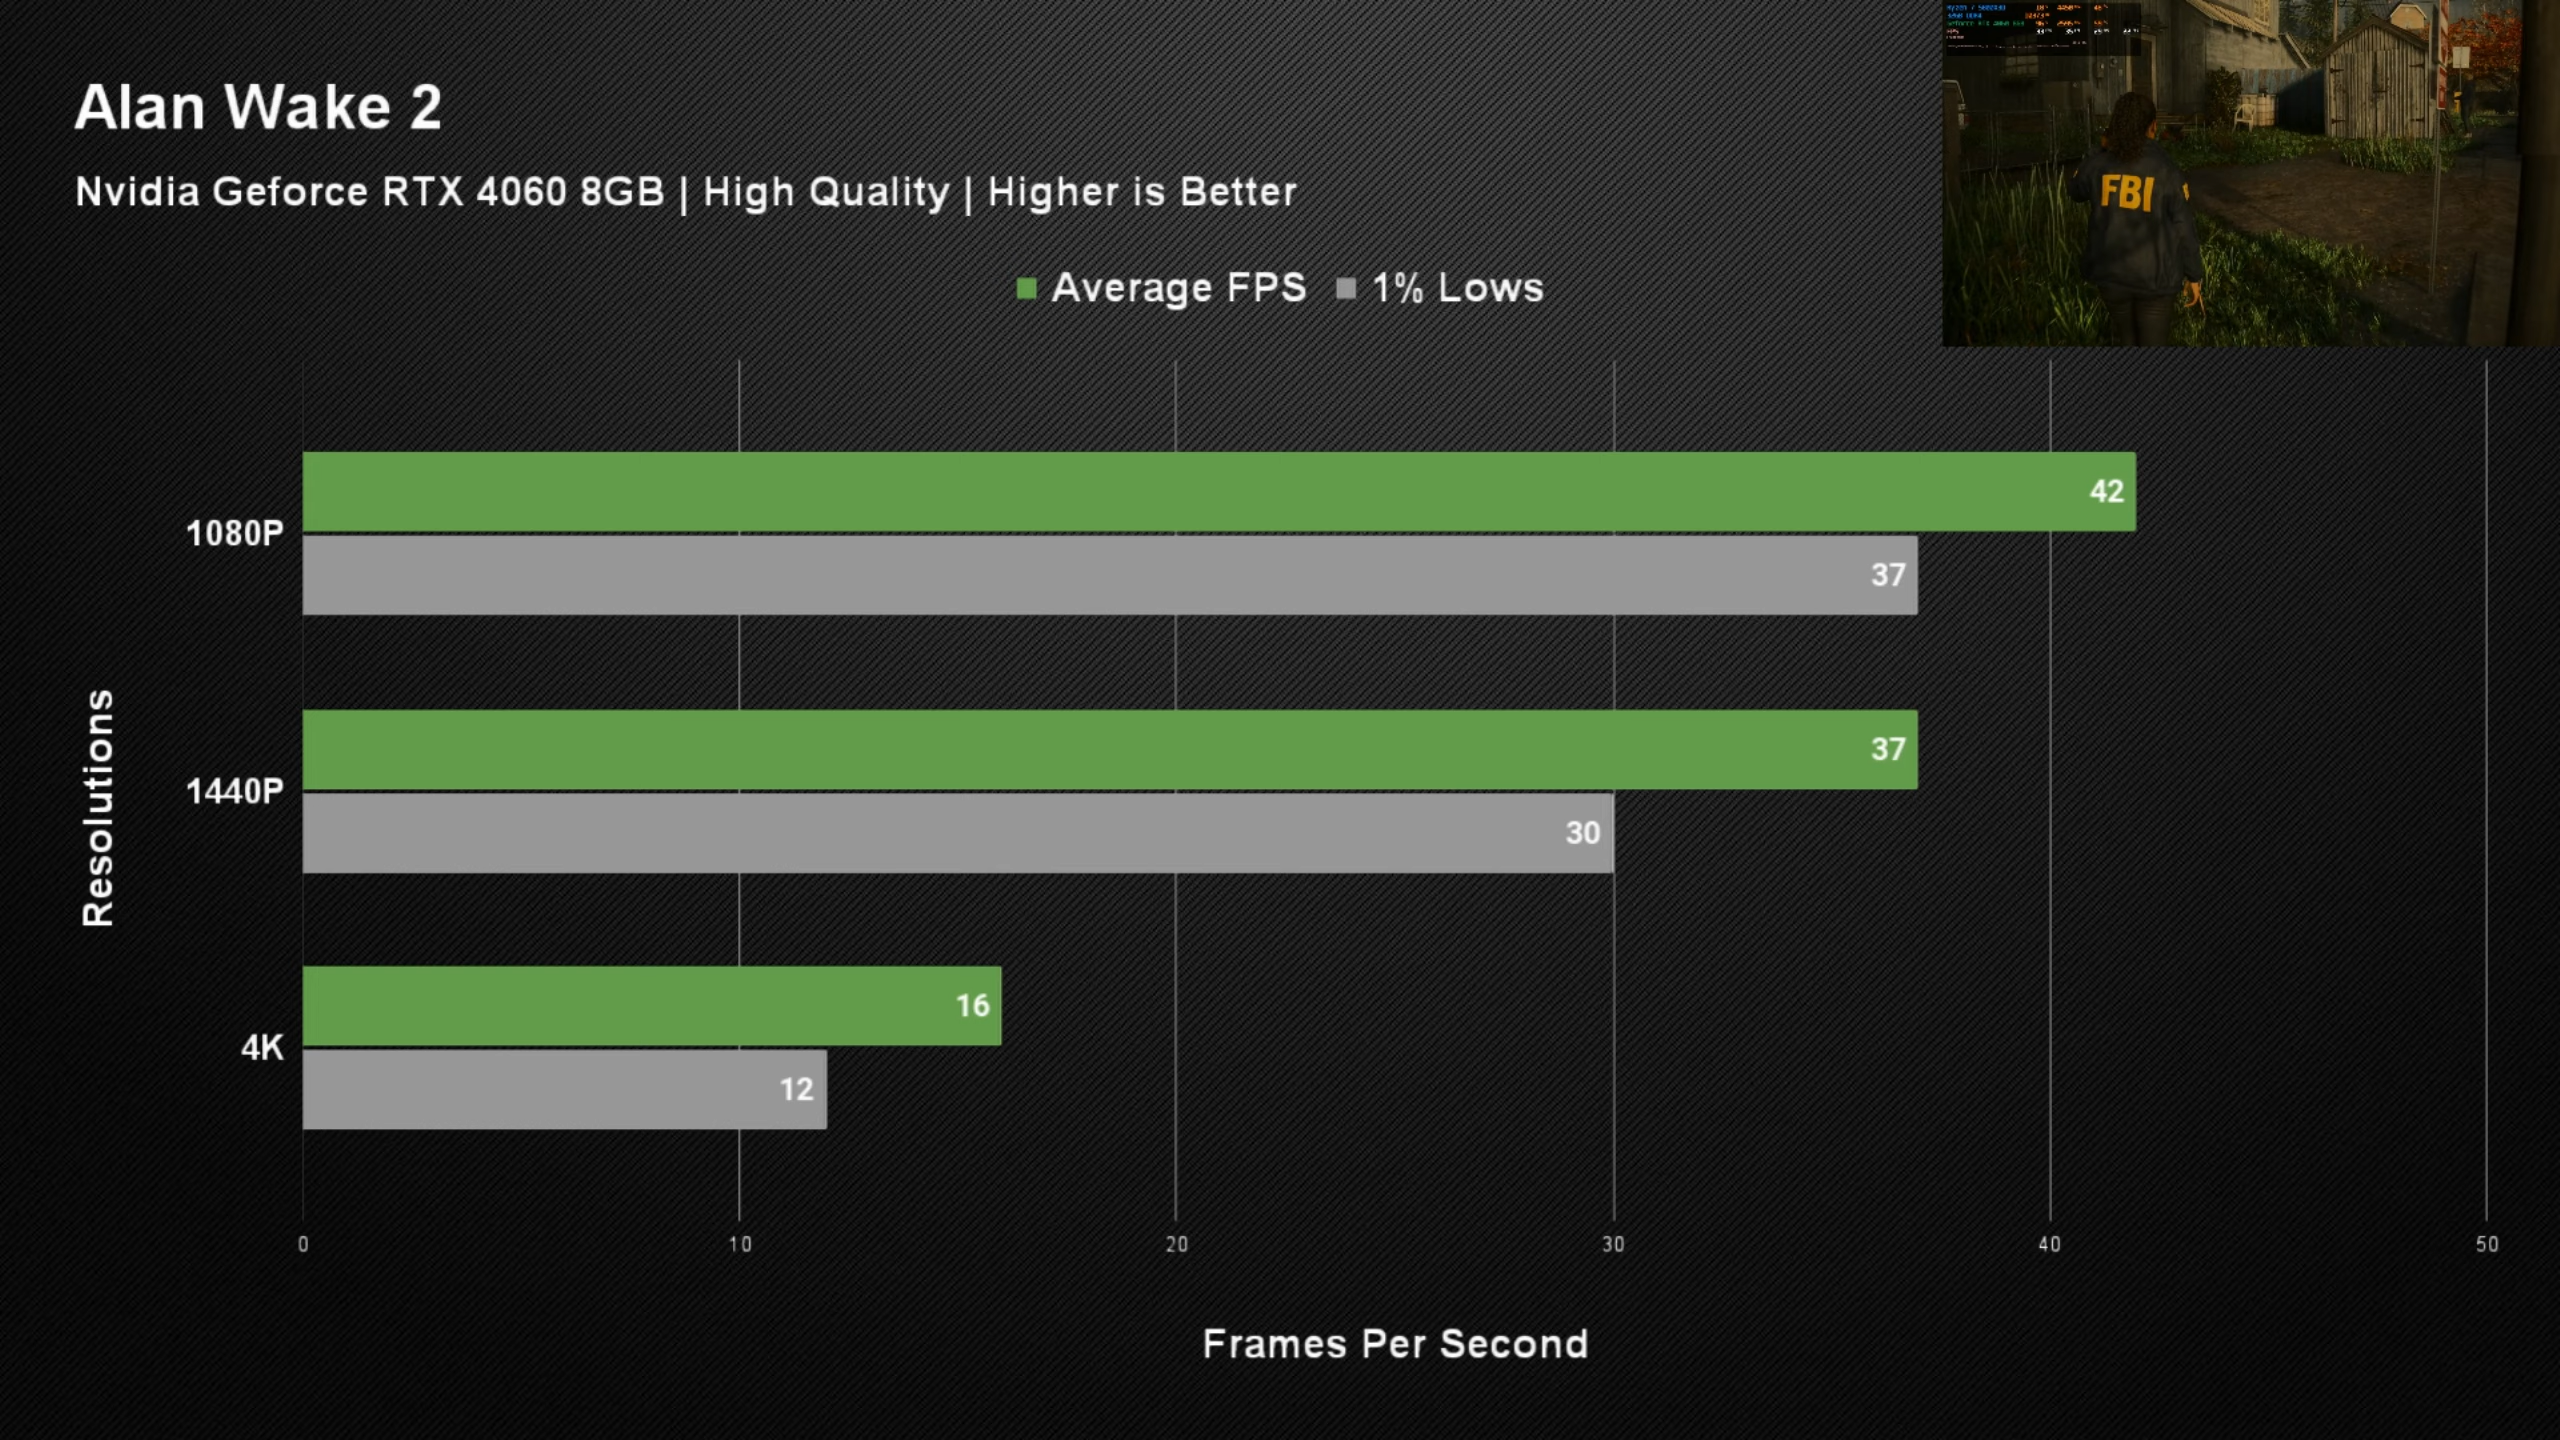 Alan Wake 2
Nvidia Geforce RTX 4060 8GB | High Quality | Higher is Better
Average FPS 1% Lows
FBI
42
1080P
37
37
1440P
30
Resolutions
16
4K
12
0 10 20 30 40 50
Frames Per Second